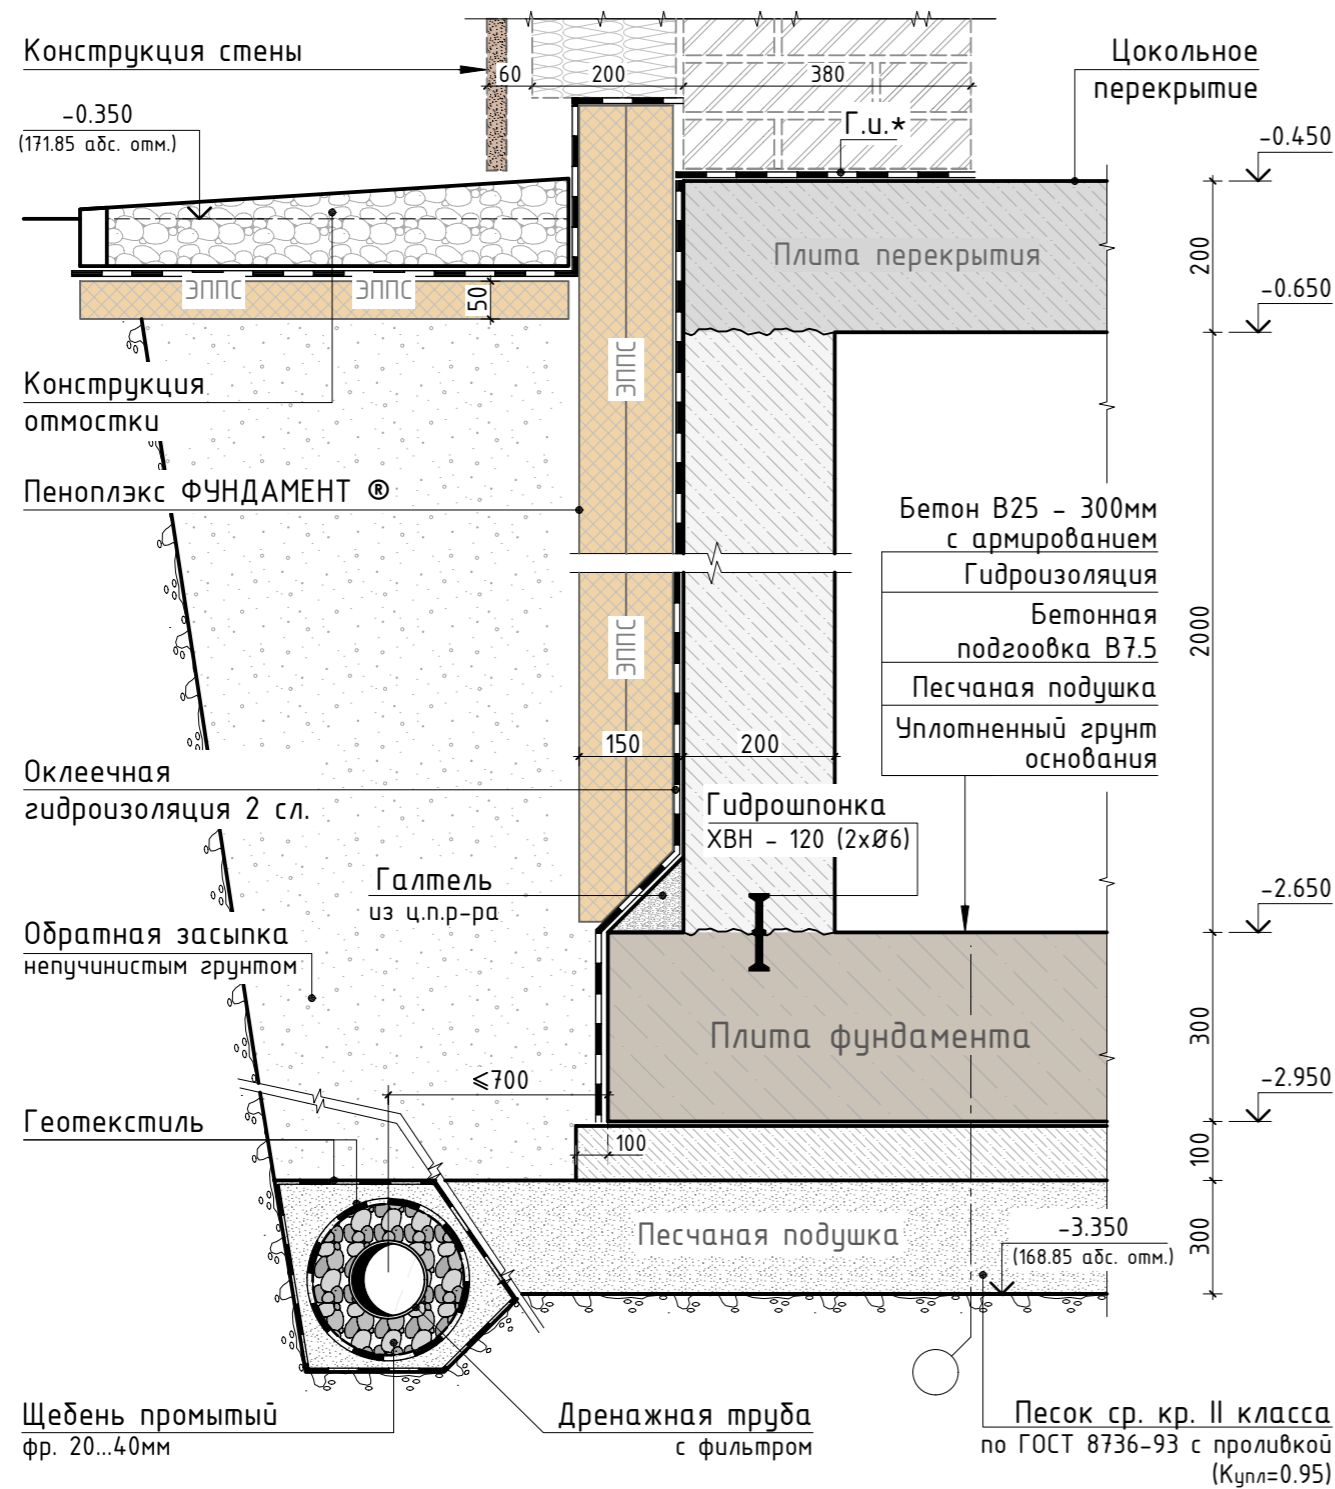 Конструкция стены
60
200
380
Цокольное
перекрытие
-0.350
(171.85 абс. отм.)
Г.и.*
-0.450
Плита перекрытия
200
ЭППС
ЭППС
50
-0.650
ЭППС
Конструкция
отмостки
Пеноплэкс ФУНДАМЕНТ ®
Бетон В25 - 300мм
с армированием
Гидроизоляция
Бетонная
подгоовка В7.5
Песчаная подушка
Уплотненный грунт
основания
2000
ЭППС
150
200
Оклеечная
гидроизоляция 2 сл.
Гидрошпонка
ХВН - 120 (2хØ6)
Галтель
из ц.п.р-ра
-2.650
Обратная засыпка
непучинистым грунтом
Плита фундамента
300
≤700
-2.950
Геотекстиль
100
100
Песчаная подушка
-3.350
(168.85 абс. отм.)
300
Щебень промытый
фр. 20...40мм
Дренажная труба
с фильтром
Песок ср. кр. II класса
по ГОСТ 8736-93 с проливкой
(Купл=0.95)